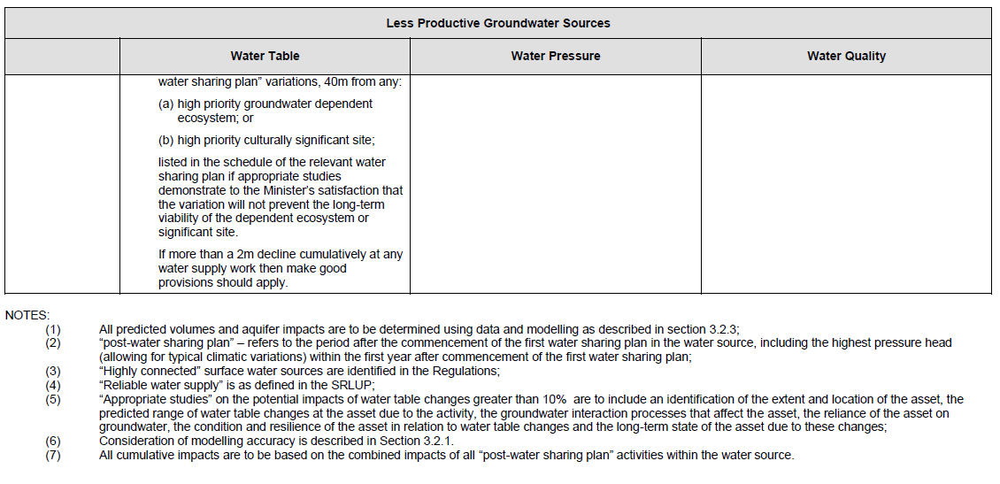 Less Productive Groundwater Sources
Water Table
Water Pressure
Water Quality
water sharing plan” variations, 40m from any:
(a) high priority groundwater dependent
ecosystem; or
(b) high priority culturally significant site;
listed in the schedule of the relevant water
sharing plan if appropriate studies
demonstrate to the Minister’s satisfaction that
the variation will not prevent the long-term
viability of the dependent ecosystem or
significant site.
If more than a 2m decline cumulatively at any
water supply work then make good
provisions should apply.
NOTES:
(1) All predicted volumes and aquifer impacts are to be determined using data and modelling as described in section 3.2.3;
(2) “post-water sharing plan” – refers to the period after the commencement of the first water sharing plan in the water source, including the highest pressure head
(allowing for typical climatic variations) within the first year after commencement of the first water sharing plan;
(3) “Highly connected” surface water sources are identified in the Regulations;
(4) “Reliable water supply” is as defined in the SRLUP;
(5) “Appropriate studies” on the potential impacts of water table changes greater than 10% are to include an identification of the extent and location of the asset, the
predicted range of water table changes at the asset due to the activity, the groundwater interaction processes that affect the asset, the reliance of the asset on
groundwater, the condition and resilience of the asset in relation to water table changes and the long-term state of the asset due to these changes;
(6) Consideration of modelling accuracy is described in Section 3.2.1.
(7) All cumulative impacts are to be based on the combined impacts of all “post-water sharing plan” activities within the water source.